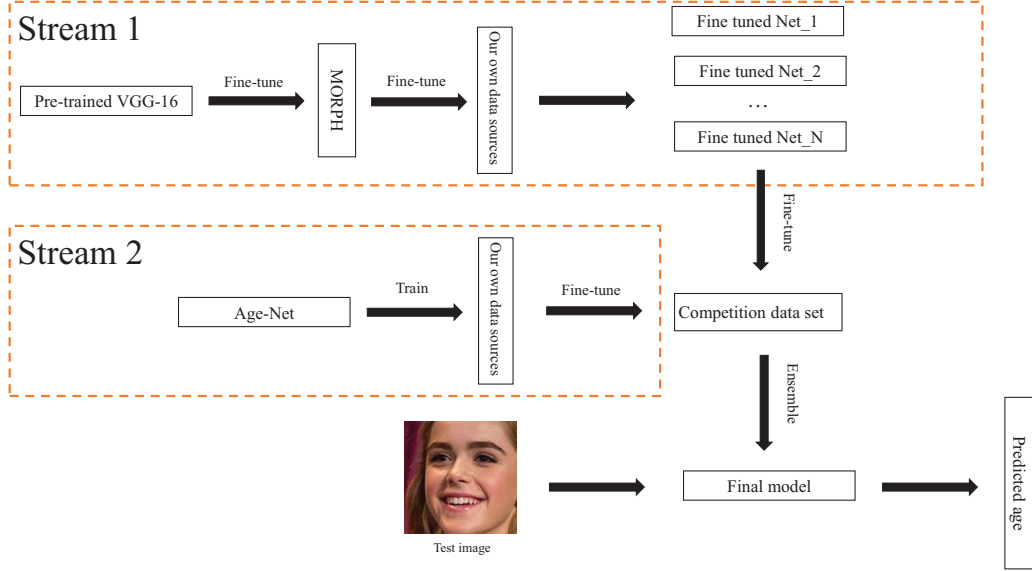 Stream 1
Pre-trained VGG-16
Fine-tune
MORPH
Fine-tune
Our own data sources
Fine tuned Net_1
Fine tuned Net_2
...
Fine tuned Net_N
Fine-tune
Stream 2
Age-Net
Train
Our own data sources
Fine-tune
Competition data set
Ensemble
Test image
Final model
Predicted age